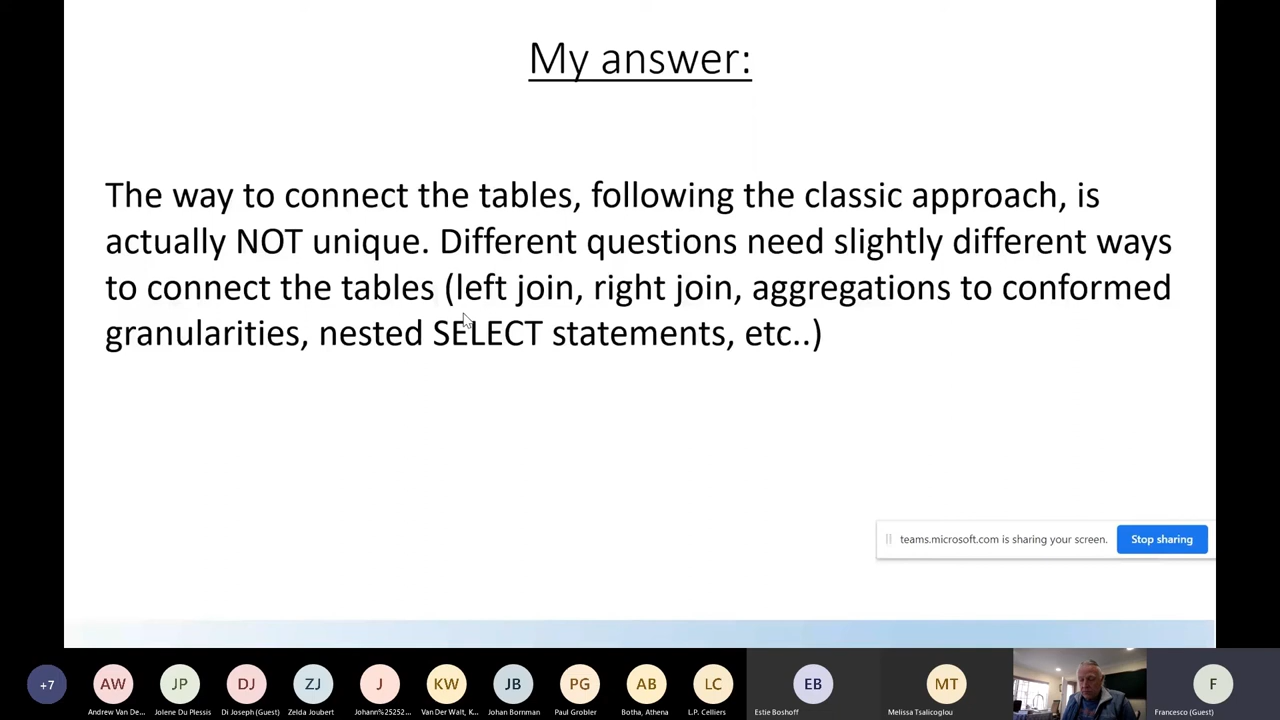 My answer:
The way to connect the tables, following the classic approach, is
actually NOT unique. Different questions need slightly different ways
to connect the tables (left join, right join, aggregations to conformed
granularities, nested SELECT statements, etc..)
teams.microsoft.com is sharing your screen.
Stop sharing
+7
AW
JP
DJ
ZJ
J
KW
JB
PG
AB
LC
EB
MT
F
Andrew Van De...
Jolene Du Plessis
Di Joseph (Guest)
Zelda Joubert
Johann%25252...
Van Der Walt, K...
Johan Bornman
Paul Grobler
Botha, Athena
L.P. Celliers
Estie Boshoff
Melissa Tsalicoglou
Francesco (Guest)